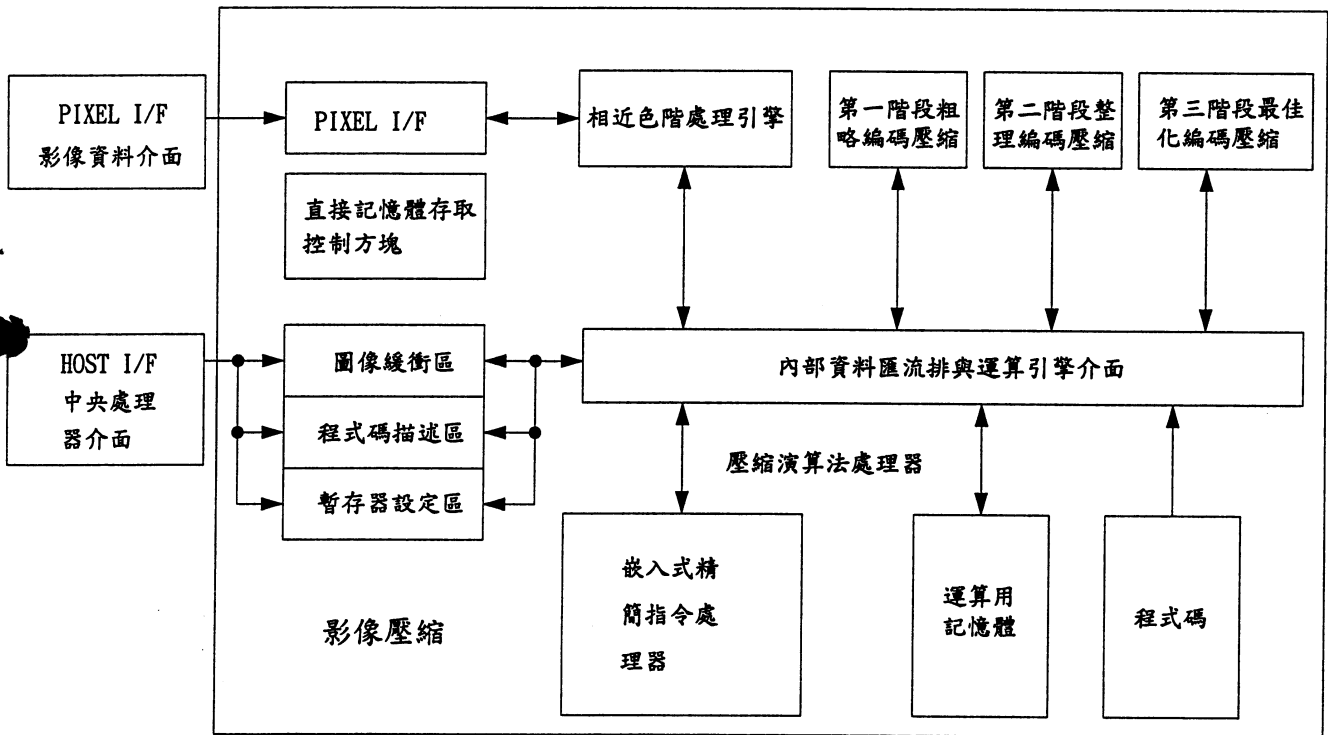 PIXEL I/F
影像資料介面
PIXEL I/F
相近色階處理引擎
第一階段粗
略編碼壓縮
第二階段整
理編碼壓縮
第三階段最佳
化編碼壓縮
直接記憶體存取
控制方塊
HOST I/F
中央處理
器介面
圖像緩衝區
程式碼描述區
暫存器設定區
內部資料匯流排與運算引擎介面
壓縮演算法處理器
嵌入式精
簡指令處
理器
運算用
記憶體
程式碼
影像壓縮